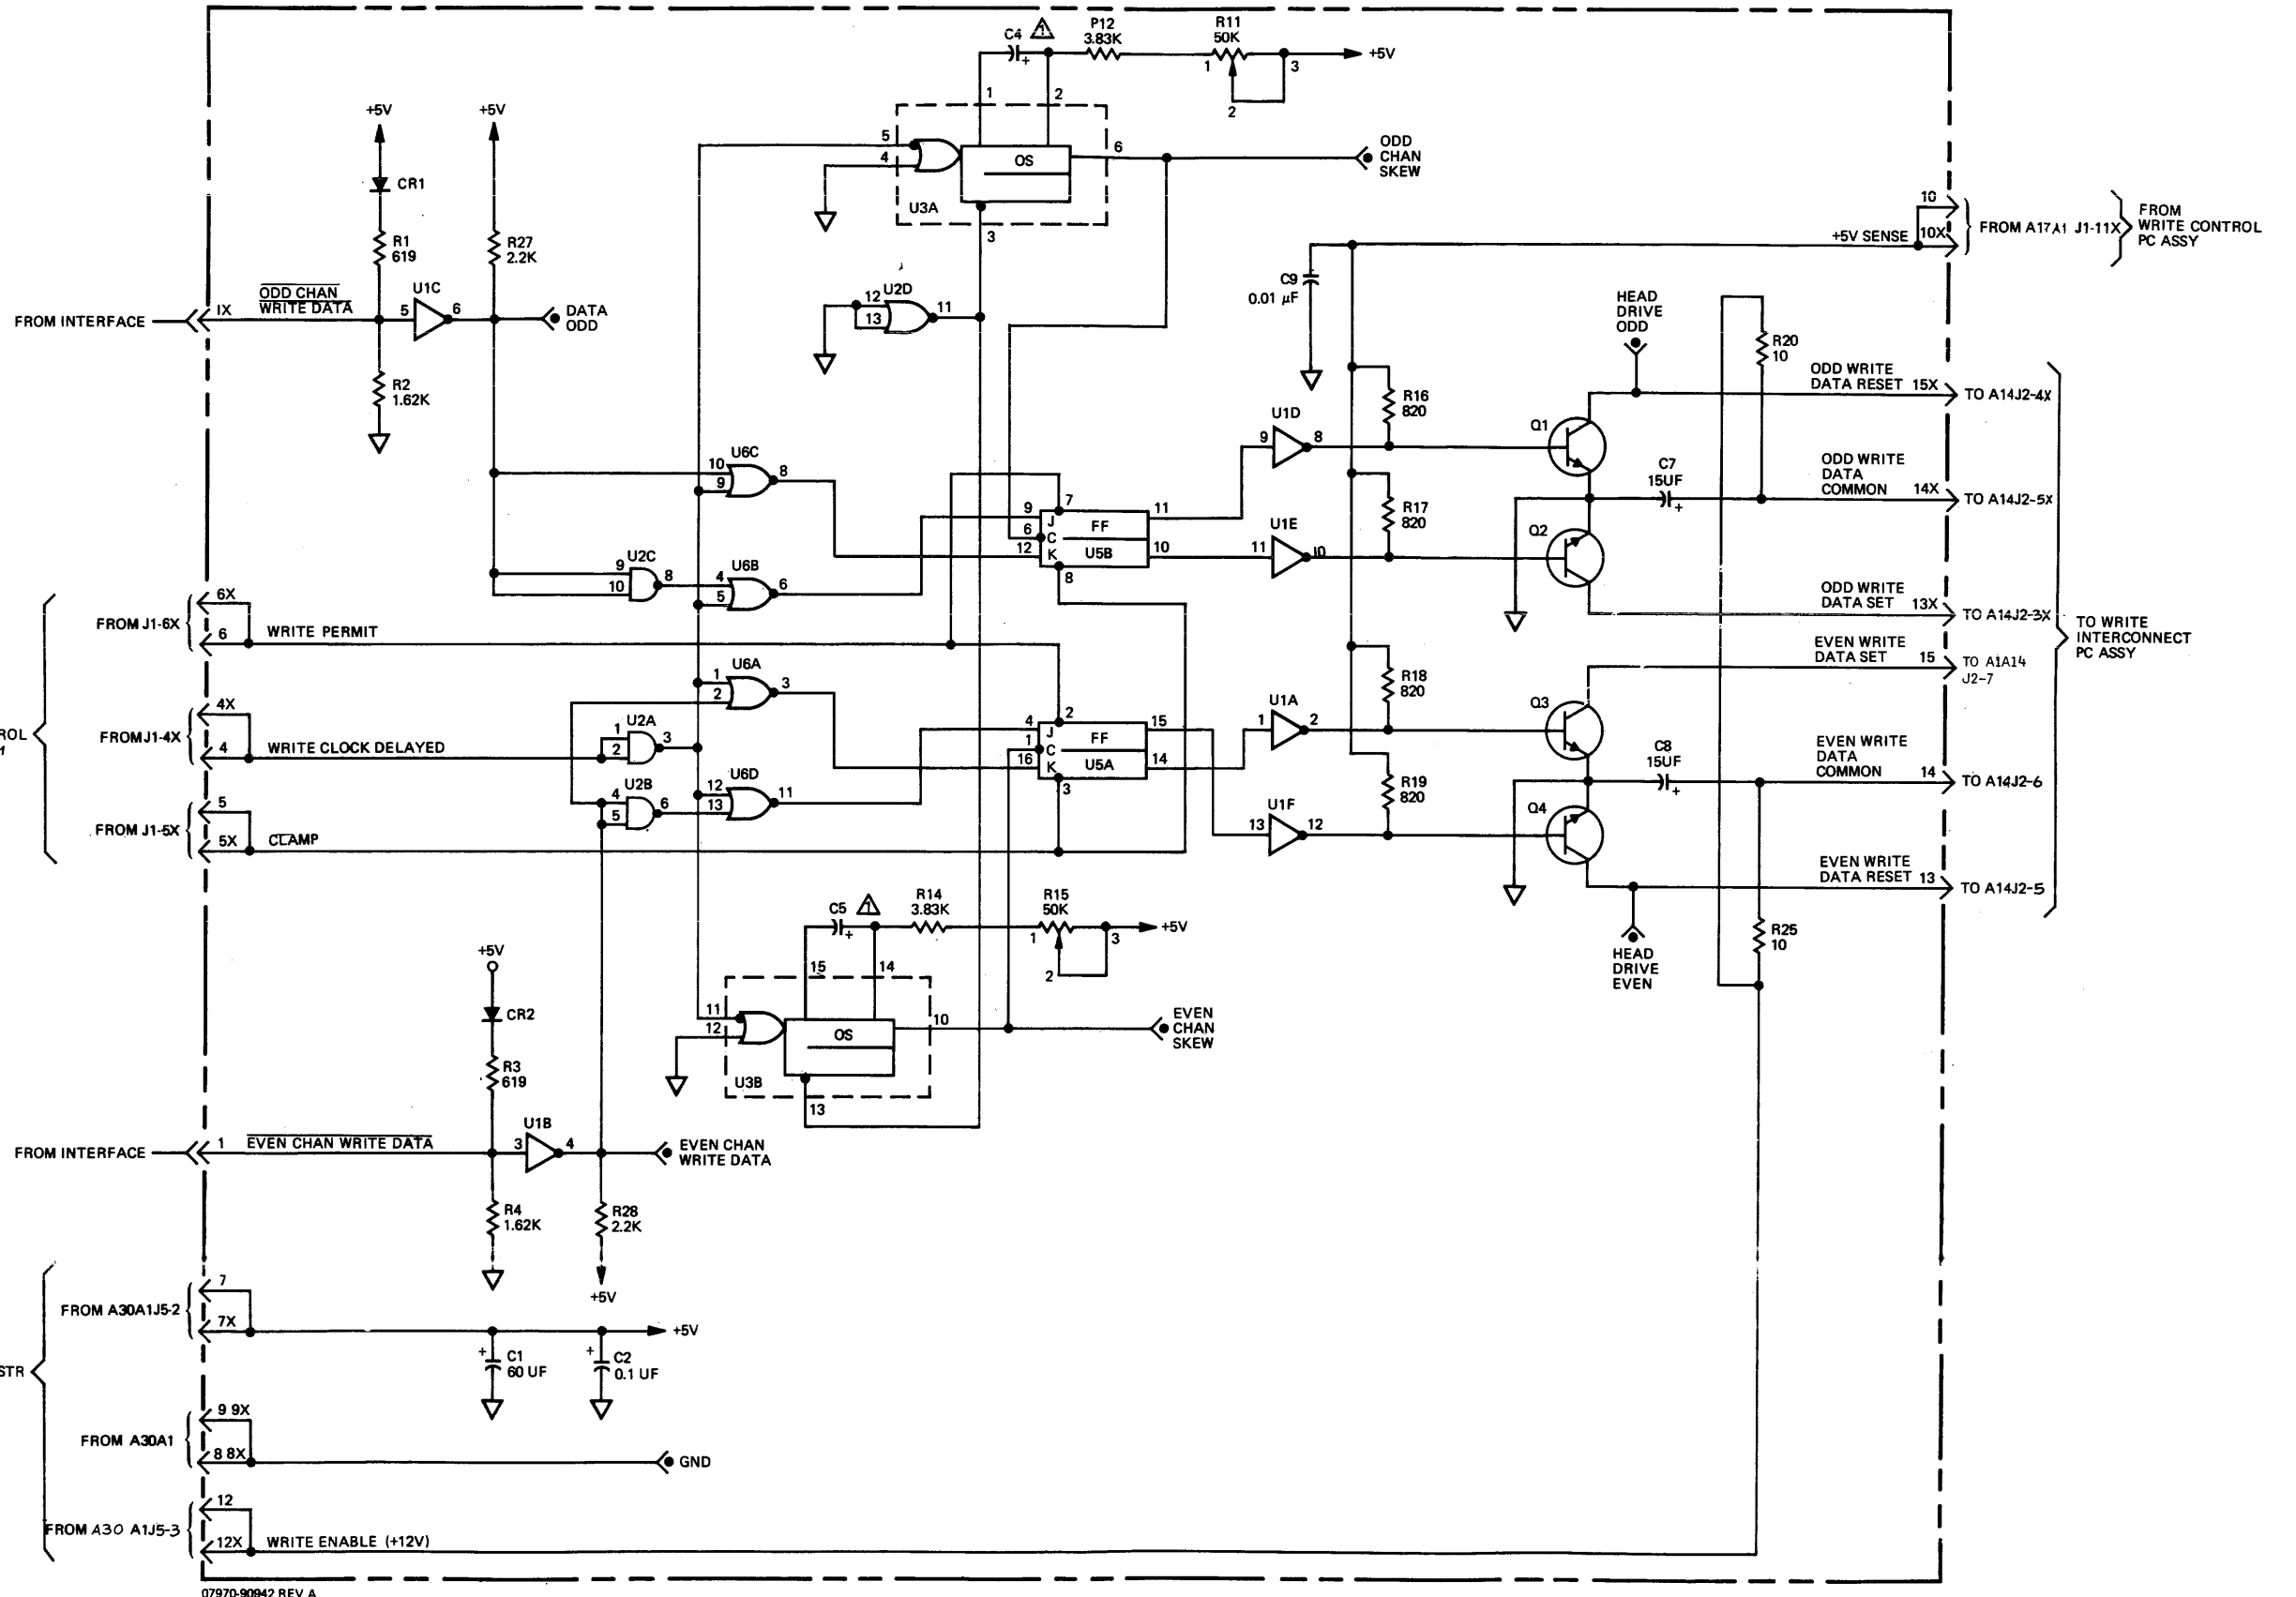 C4
1
P12
3.83K
R11
50K
+5V
1
3
2
1
2
5
4
OS
6
U3A
3
ODD
CHAN
SKEW
+5V
+5V
CR1
R1
619
R27
2.2K
FROM INTERFACE
IX
ODD CHAN
WRITE DATA
U1C
5
6
DATA
ODD
R2
1.62K
12
13
U2D
11
10
10X
+5V SENSE
FROM A17A1 J1-11X
FROM
WRITE CONTROL
PC ASSY
C9
0.01 µF
HEAD
DRIVE
ODD
R20
10
ODD WRITE
DATA RESET 15X
TO A14J2-4X
R16
820
U1D
9
8
Q1
U6C
10
9
8
C7
15UF
+
ODD WRITE
DATA
COMMON
14X
TO A14J2-5X
7
9
J
6
C
12
K
FF
U5B
11
10
8
R17
820
U1E
11
10
Q2
U2C
9
10
8
U6B
4
5
6
ODD WRITE
DATA SET
13X
TO A14J2-3X
FROM J1-6X
6X
6
WRITE PERMIT
EVEN WRITE
DATA SET
15
TO A1A14
J2-7
TO WRITE
INTERCONNECT
PC ASSY
U6A
1
2
3
R18
820
U1A
1
2
Q3
FROM J1-4X
4X
4
WRITE CLOCK DELAYED
U2A
1
2
3
2
4
J
1
C
16
K
FF
U5A
15
14
3
C8
15UF
+
EVEN WRITE
DATA
COMMON
14
TO A14J2-6
ROL
1
U2B
4
5
6
U6D
12
13
11
R19
820
U1F
13
12
Q4
FROM J1-5X
5
5X
CLAMP
EVEN WRITE
DATA RESET 13
TO A14J2-5
C5
1
+
R14
3.83K
R15
50K
+5V
1
3
2
15
14
HEAD
DRIVE
EVEN
R25
10
+5V
CR2
R3
619
11
12
OS
10
U3B
13
EVEN
CHAN
SKEW
FROM INTERFACE
1
EVEN CHAN WRITE DATA
U1B
3
4
EVEN CHAN
WRITE DATA
R4
1.62K
R28
2.2K
+5V
FROM A30A1J5-2
7
7X
+5V
STR
+
C1
60 UF
+
C2
0.1 UF
FROM A30A1
9 9X
8 8X
GND
FROM A30 A1J5-3
12
12X
WRITE ENABLE (+12V)
07970-90942 REV A